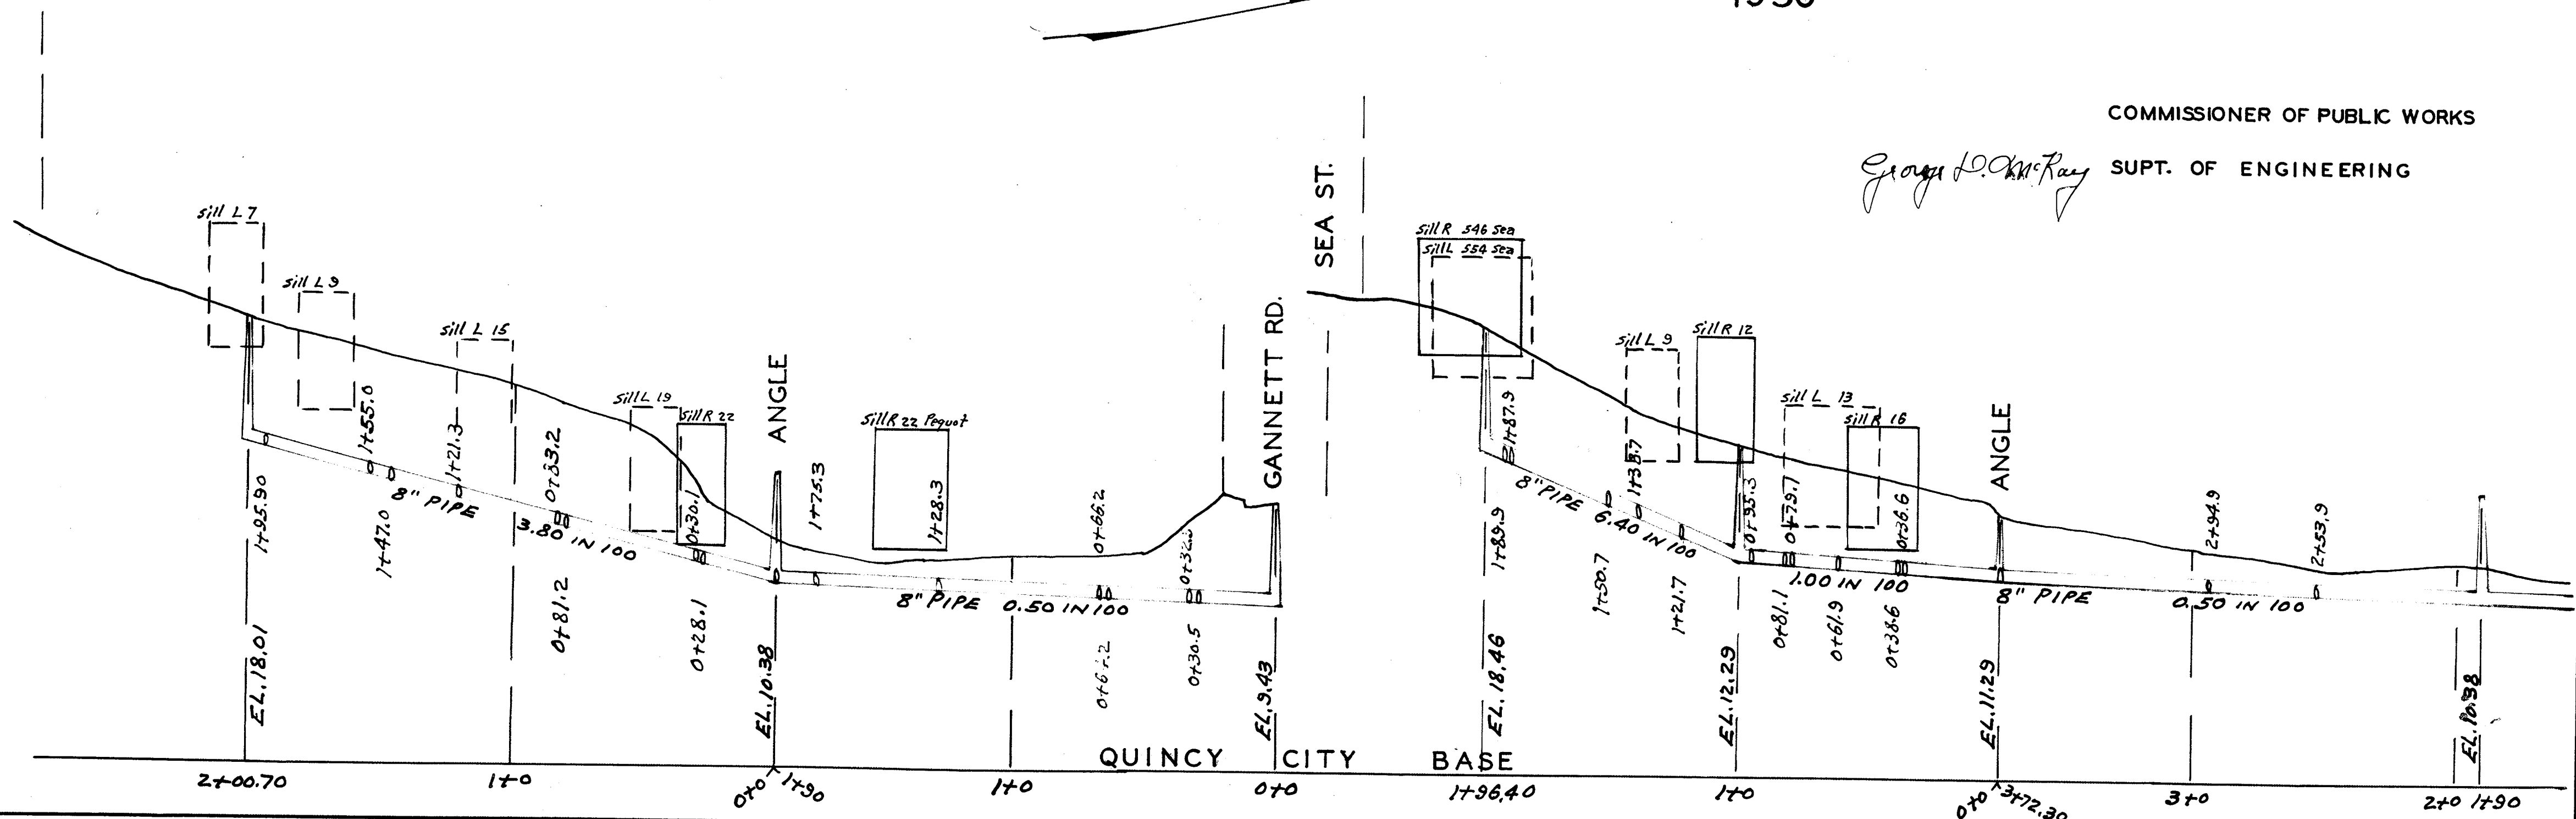 COMMISSIONER OF PUBLIC WORKS
George D. McKay SUPT. OF ENGINEERING
SEA ST.
GANNETT RD.
sill L 7
sill L 9
sill L 15
sill L 19
sill R 22
ANGLE
sill R 22 Pequot
sill R 546 Sea
sill L 554 Sea
sill L 9
sill R 12
sill L 13
sill R 16
ANGLE
1+55.0
1+21.3
0+83.2
0+30.1
1+75.3
1+28.3
0+66.2
1+87.9
0+95.3
0+79.1
0+36.6
2+94.9
2+53.9
8" PIPE
3.80 IN 100
8" PIPE 0.50 IN 100
8" PIPE 6.40 IN 100
1.00 IN 100
8" PIPE
0.50 IN 100
1+95.90
1+47.0
0+81.2
0+28.1
0+30.5
1+89.9
1+50.7
1+21.7
0+81.1
0+61.9
0+38.6
EL.18.01
EL.10.38
EL.9.43
EL.18.46
EL.12.29
EL.11.29
EL.10.38
QUINCY CITY BASE
2+00.70
1+0
0+0
1+90
1+0
0+0
1+96.40
1+0
0+0
3+72.30
3+0
2+0
1+90